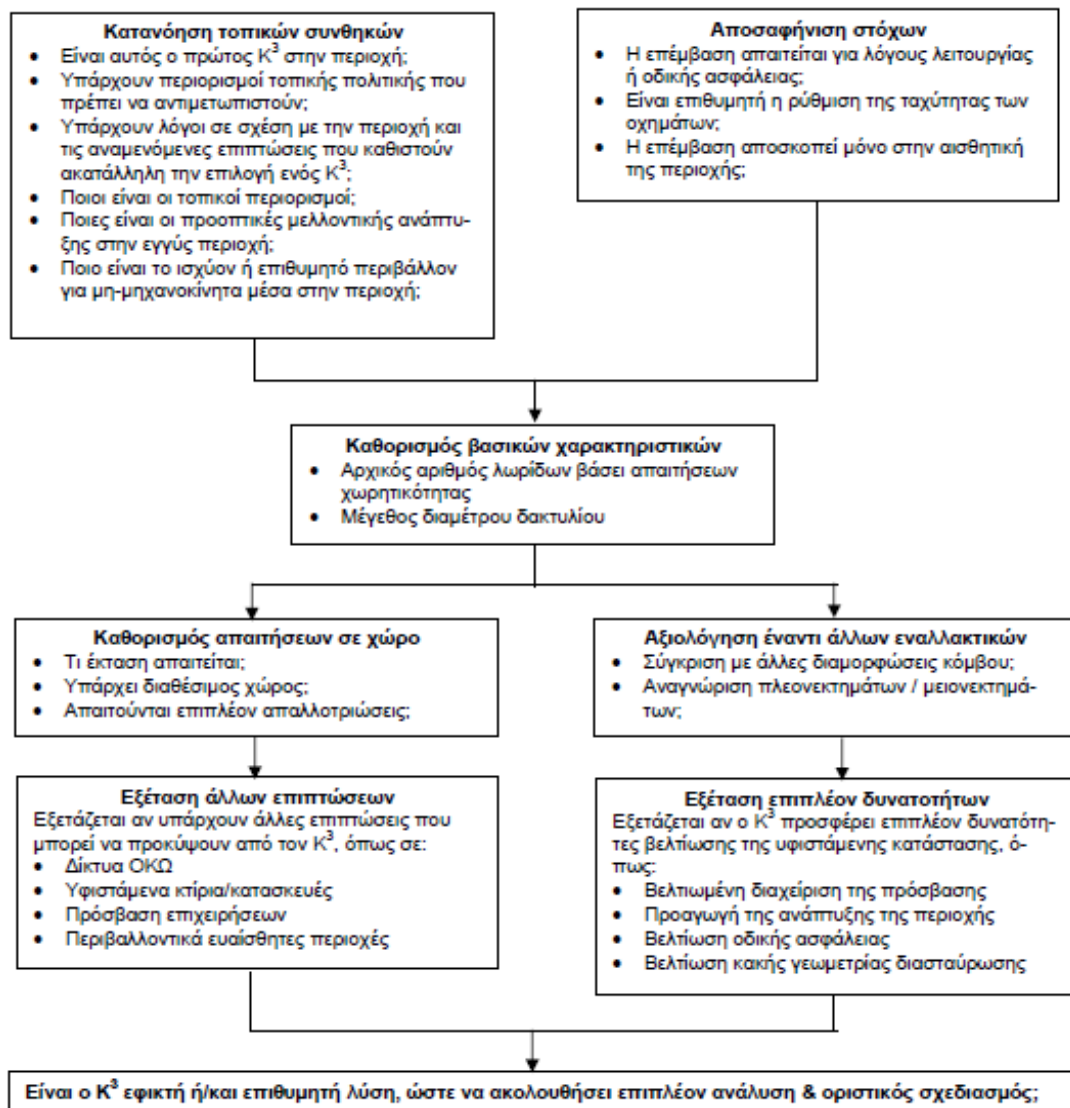 Κατανόηση τοπικών συνθηκών
• Είναι αυτός ο πρώτος Κ³ στην περιοχή;
• Υπάρχουν περιορισμοί τοπικής πολιτικής που
πρέπει να αντιμετωπιστούν;
• Υπάρχουν λόγοι σε σχέση με την περιοχή και
τις αναμενόμενες επιπτώσεις που καθιστούν
ακατάλληλη την επιλογή ενός Κ³;
• Ποιοι είναι οι τοπικοί περιορισμοί;
• Ποιες είναι οι προοπτικές μελλοντικής ανάπτυ-
ξης στην εγγύς περιοχή;
• Ποιο είναι το ισχύον ή επιθυμητό περιβάλλον
για μη-μηχανοκίνητα μέσα στην περιοχή;
Αποσαφήνιση στόχων
• Η επέμβαση απαιτείται για λόγους λειτουργίας
ή οδικής ασφάλειας;
• Είναι επιθυμητή η ρύθμιση της ταχύτητας των
οχημάτων;
• Η επέμβαση αποσκοπεί μόνο στην αισθητική
της περιοχής;
Καθορισμός βασικών χαρακτηριστικών
• Αρχικός αριθμός λωρίδων βάσει απαιτήσεων
χωρητικότητας
• Μέγεθος διαμέτρου δακτυλίου
Καθορισμός απαιτήσεων σε χώρο
• Τι έκταση απαιτείται;
• Υπάρχει διαθέσιμος χώρος;
• Απαιτούνται επιπλέον απαλλοτριώσεις;
Αξιολόγηση έναντι άλλων εναλλακτικών
• Σύγκριση με άλλες διαμορφώσεις κόμβου;
• Αναγνώριση πλεονεκτημάτων / μειονεκτημά-
των;
Εξέταση άλλων επιπτώσεων
Εξετάζεται αν υπάρχουν άλλες επιπτώσεις που
μπορεί να προκύψουν από τον Κ³, όπως σε:
• Δίκτυα ΟΚΩ
• Υφιστάμενα κτίρια/κατασκευές
• Πρόσβαση επιχειρήσεων
• Περιβαλλοντικά ευαίσθητες περιοχές
Εξέταση επιπλέον δυνατοτήτων
Εξετάζεται αν ο Κ³ προσφέρει επιπλέον δυνατότη-
τες βελτίωσης της υφιστάμενης κατάστασης, ό-
πως:
• Βελτιωμένη διαχείριση της πρόσβασης
• Προαγωγή της ανάπτυξης της περιοχής
• Βελτίωση οδικής ασφάλειας
• Βελτίωση κακής γεωμετρίας διασταύρωσης
Είναι ο Κ³ εφικτή ή/και επιθυμητή λύση, ώστε να ακολουθήσει επιπλέον ανάλυση & οριστικός σχεδιασμός;